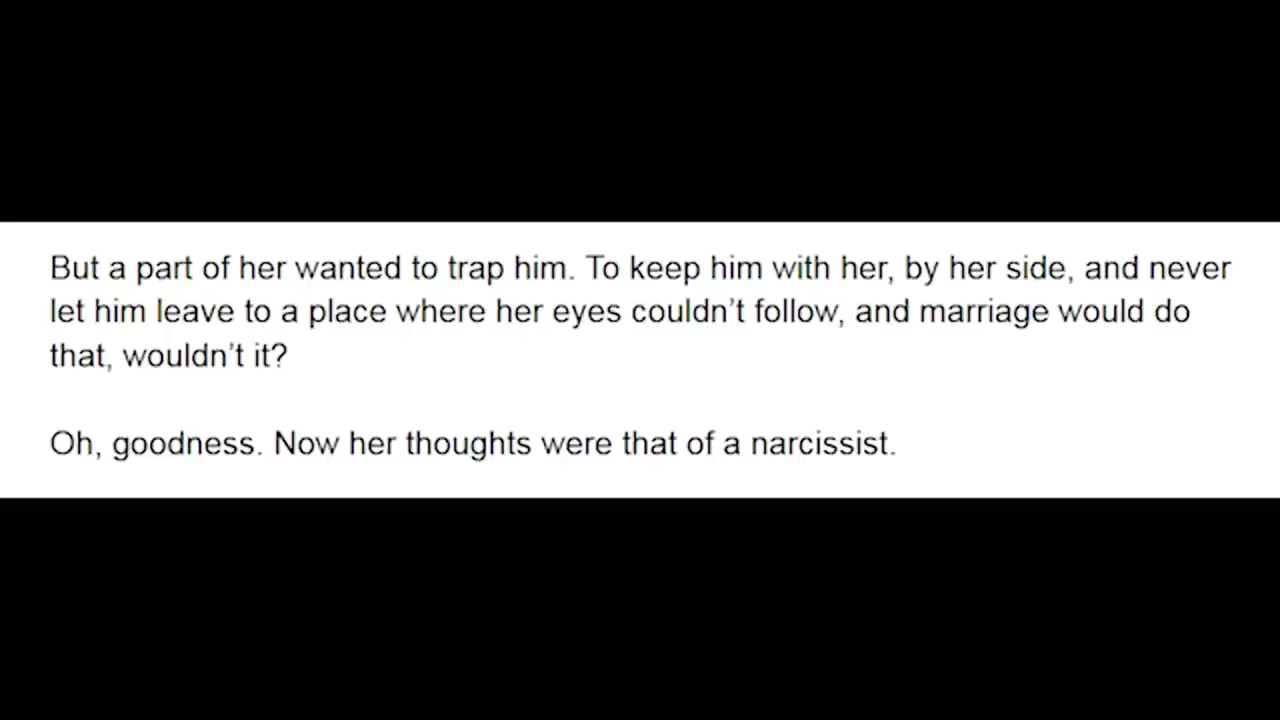 But a part of her wanted to trap him. To keep him with her, by her side, and never
let him leave to a place where her eyes couldn’t follow, and marriage would do
that, wouldn’t it?
Oh, goodness. Now her thoughts were that of a narcissist.